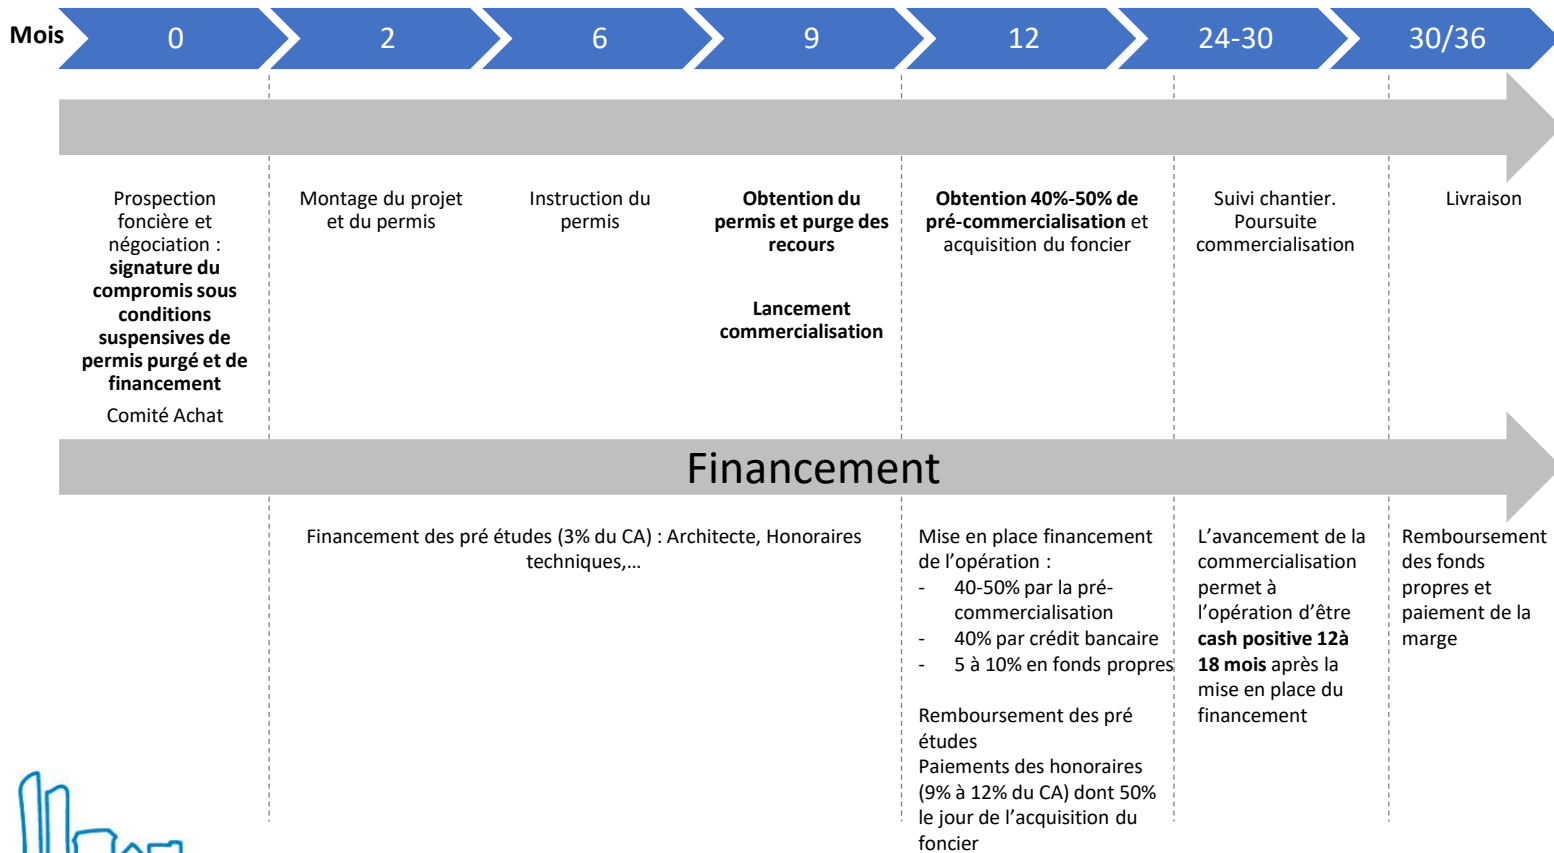 Mois
0
2
6
9
12
24-30
30/36
Prospection
foncière et
négociation :
signature du
compromis sous
conditions
suspensives de
permis purgé et de
financement
Comité Achat
Montage du projet
et du permis
Instruction du
permis
Obtention du
permis et purge des
recours
Lancement
commercialisation
Obtention 40%-50% de
pré-commercialisation et
acquisition du foncier
Suivi chantier.
Poursuite
commercialisation
Livraison
Financement
Financement des pré études (3% du CA) : Architecte, Honoraires
techniques,...
Mise en place financement
de l'opération :
- 40-50% par la pré-
commercialisation
- 40% par crédit bancaire
- 5 à 10% en fonds propres
Remboursement des pré
études
Paiements des honoraires
(9% à 12% du CA) dont 50%
le jour de l'acquisition du
foncier
L'avancement de la
commercialisation
permet à
l'opération d'être
cash positive 12à
18 mois après la
mise en place du
financement
Remboursement
des fonds
propres et
paiement de la
marge